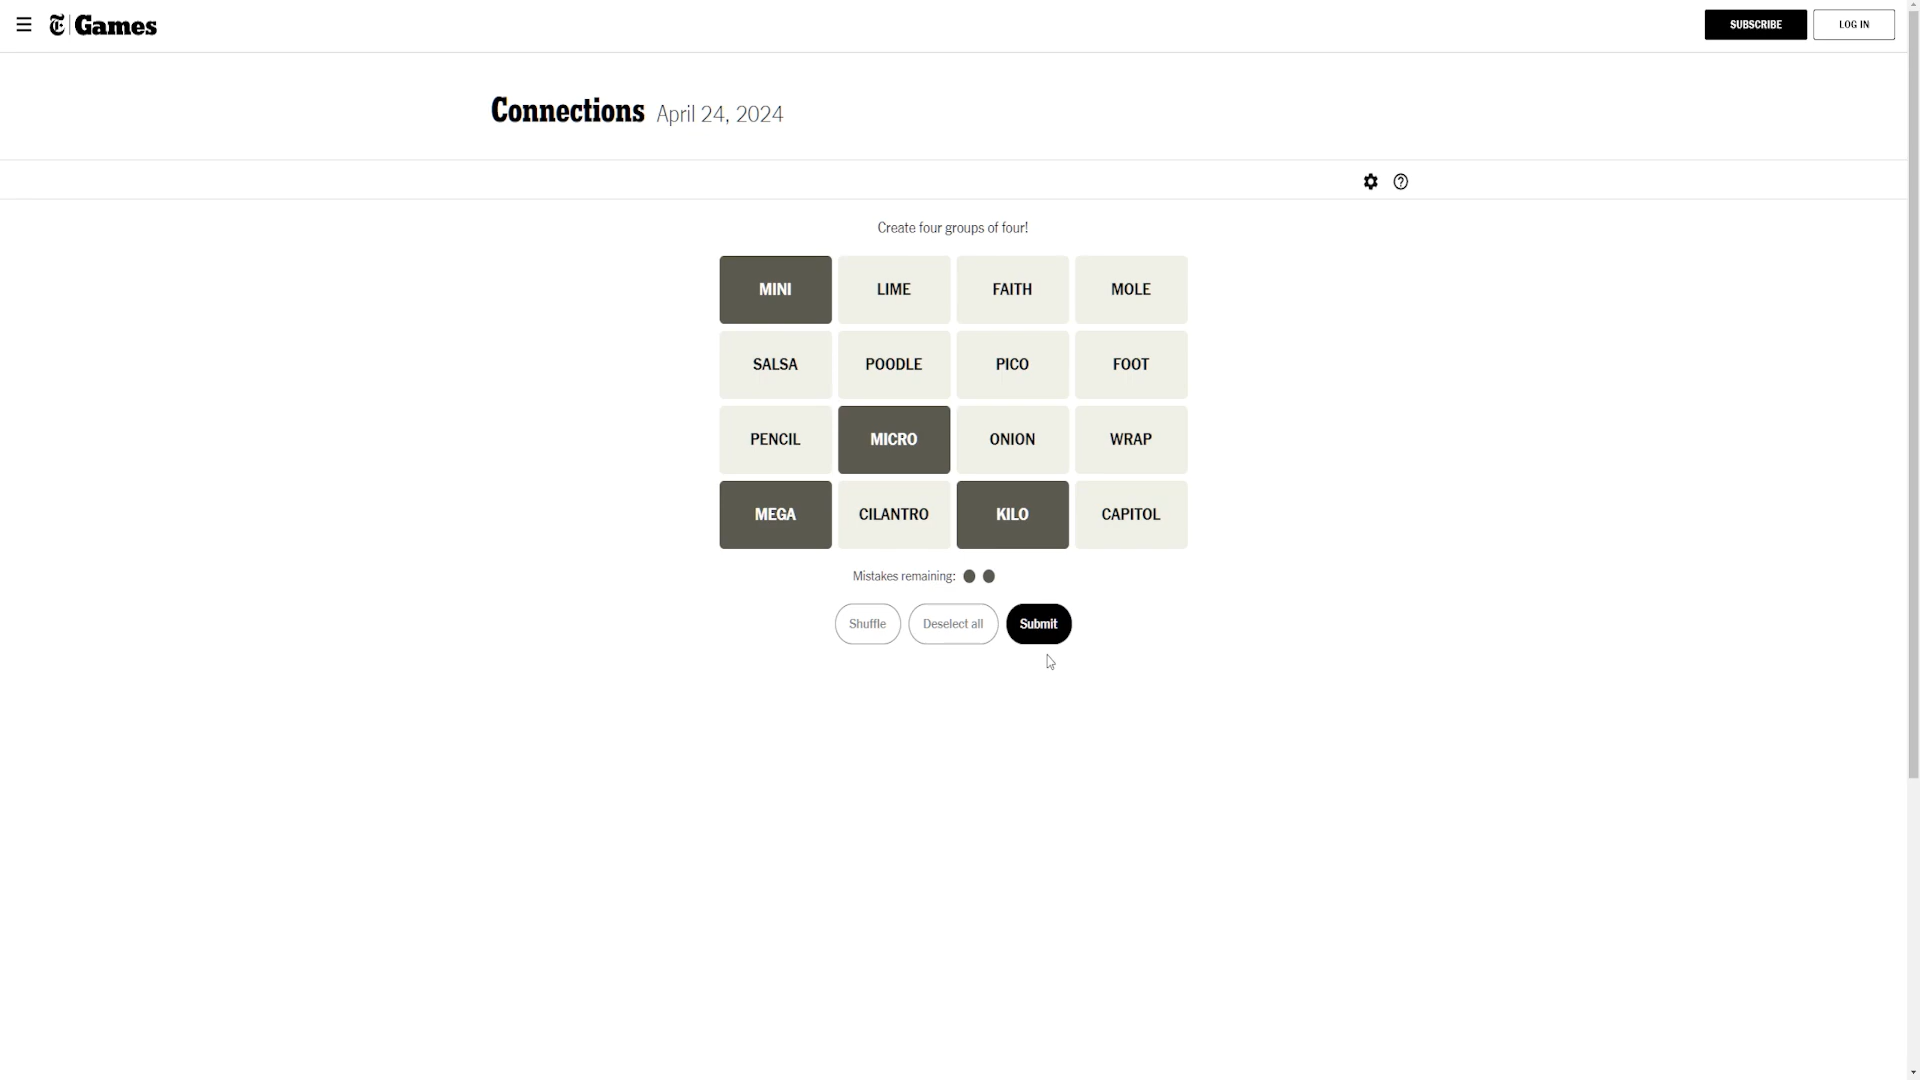 T Games
SUBSCRIBE
LOG IN
Connections April 24, 2024
Create four groups of four!
MINI LIME FAITH MOLE
SALSA POODLE PICO FOOT
PENCIL MICRO ONION WRAP
MEGA CILANTRO KILO CAPITOL
Mistakes remaining:
Shuffle Deselect all Submit